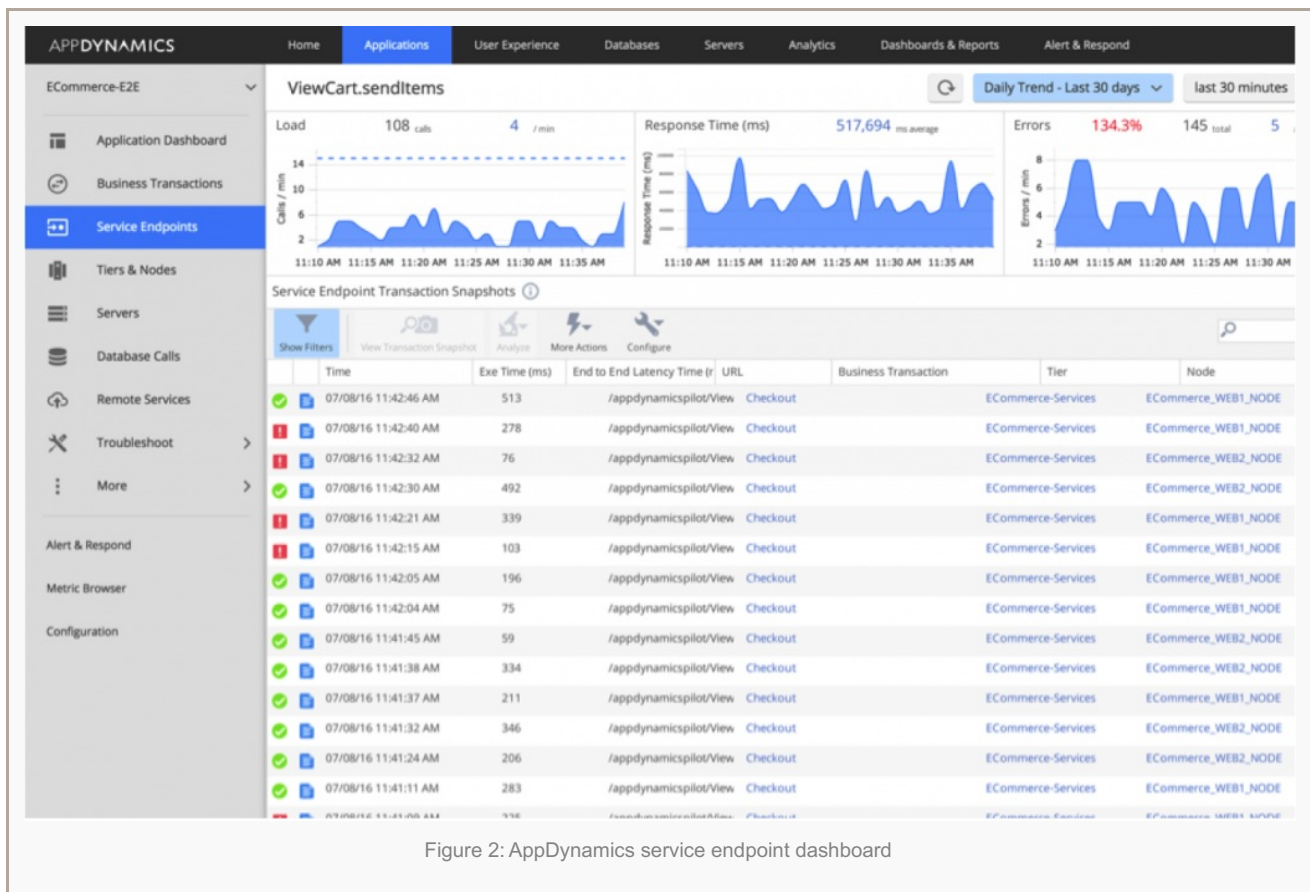 APPDYNAMICS Home Applications User Experience Databases Servers Analytics Dashboards & Reports Alert & Respond
ECommerce-E2E ViewCart.sendItems Daily Trend - Last 30 days last 30 minutes
Load 108 calls 4 / min Response Time (ms) 517,694 ms average Errors 134.3% 145 total 5
Application Dashboard
Business Transactions
Service Endpoints
Tiers & Nodes
Servers
Database Calls
Remote Services
Troubleshoot
More
Alert & Respond
Metric Browser
Configuration
Calls / min
14
10
6
2
11:10 AM 11:15 AM 11:20 AM 11:25 AM 11:30 AM 11:35 AM
Response Time (ms)
11:10 AM 11:15 AM 11:20 AM 11:25 AM 11:30 AM 11:35 AM
Errors / min
8
6
4
2
11:10 AM 11:15 AM 11:20 AM 11:25 AM 11:30 AM
Service Endpoint Transaction Snapshots
Show Filters View Transaction Snapshot Analyze More Actions Configure
Time Exe Time (ms) End to End Latency Time (r URL Business Transaction Tier Node
07/08/16 11:42:46 AM 513 /appdynamicspilot/View Checkout ECommerce-Services ECommerce_WEB1_NODE
07/08/16 11:42:40 AM 278 /appdynamicspilot/View Checkout ECommerce-Services ECommerce_WEB1_NODE
07/08/16 11:42:32 AM 76 /appdynamicspilot/View Checkout ECommerce-Services ECommerce_WEB2_NODE
07/08/16 11:42:30 AM 492 /appdynamicspilot/View Checkout ECommerce-Services ECommerce_WEB2_NODE
07/08/16 11:42:21 AM 339 /appdynamicspilot/View Checkout ECommerce-Services ECommerce_WEB1_NODE
07/08/16 11:42:15 AM 103 /appdynamicspilot/View Checkout ECommerce-Services ECommerce_WEB1_NODE
07/08/16 11:42:05 AM 196 /appdynamicspilot/View Checkout ECommerce-Services ECommerce_WEB1_NODE
07/08/16 11:42:04 AM 75 /appdynamicspilot/View Checkout ECommerce-Services ECommerce_WEB1_NODE
07/08/16 11:41:45 AM 59 /appdynamicspilot/View Checkout ECommerce-Services ECommerce_WEB2_NODE
07/08/16 11:41:38 AM 334 /appdynamicspilot/View Checkout ECommerce-Services ECommerce_WEB2_NODE
07/08/16 11:41:37 AM 211 /appdynamicspilot/View Checkout ECommerce-Services ECommerce_WEB1_NODE
07/08/16 11:41:32 AM 346 /appdynamicspilot/View Checkout ECommerce-Services ECommerce_WEB2_NODE
07/08/16 11:41:24 AM 206 /appdynamicspilot/View Checkout ECommerce-Services ECommerce_WEB2_NODE
07/08/16 11:41:11 AM 283 /appdynamicspilot/View Checkout ECommerce-Services ECommerce_WEB1_NODE
Figure 2: AppDynamics service endpoint dashboard